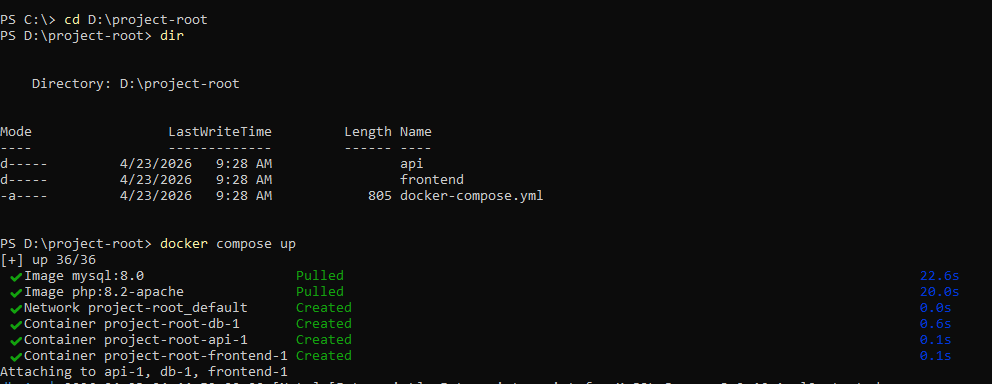 PS C:\> cd D:\project-root
PS D:\project-root> dir
Directory: D:\project-root
Mode LastWriteTime Length Name
---- ------------- ------ ----
d----- 4/23/2026 9:28 AM api
d----- 4/23/2026 9:28 AM frontend
-a---- 4/23/2026 9:28 AM 805 docker-compose.yml
PS D:\project-root> docker compose up
[+] up 36/36
✔Image mysql:8.0 Pulled 22.6s
✔Image php:8.2-apache Pulled 20.0s
✔Network project-root_default Created 0.0s
✔Container project-root-db-1 Created 0.6s
✔Container project-root-api-1 Created 0.1s
✔Container project-root-frontend-1 Created 0.1s
Attaching to api-1, db-1, frontend-1